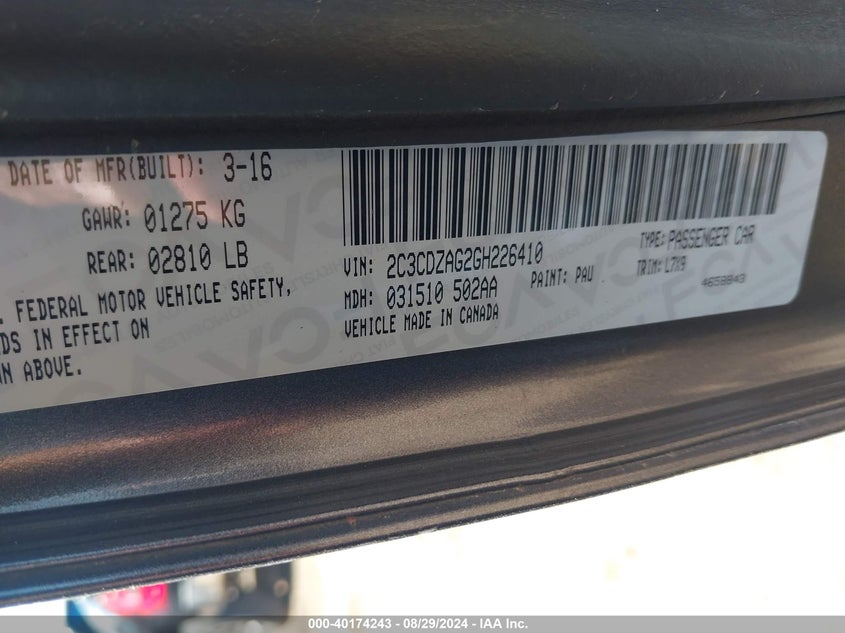 DATE OF MFR(BUILT): 3-16
GAWR: 01275 KG
REAR: 02810 LB
FEDERAL MOTOR VEHICLE SAFETY,
DS IN EFFECT ON
N ABOVE.
VIN: 2C3CDZAG2GH226410
MDH: 031510 502AA
PAINT: PAU
VEHICLE MADE IN CANADA
TYPE: PASSENGER CAR
TRIM: L7X9
4658843
000-40174243 | 08/29/2024 - IAA Inc.